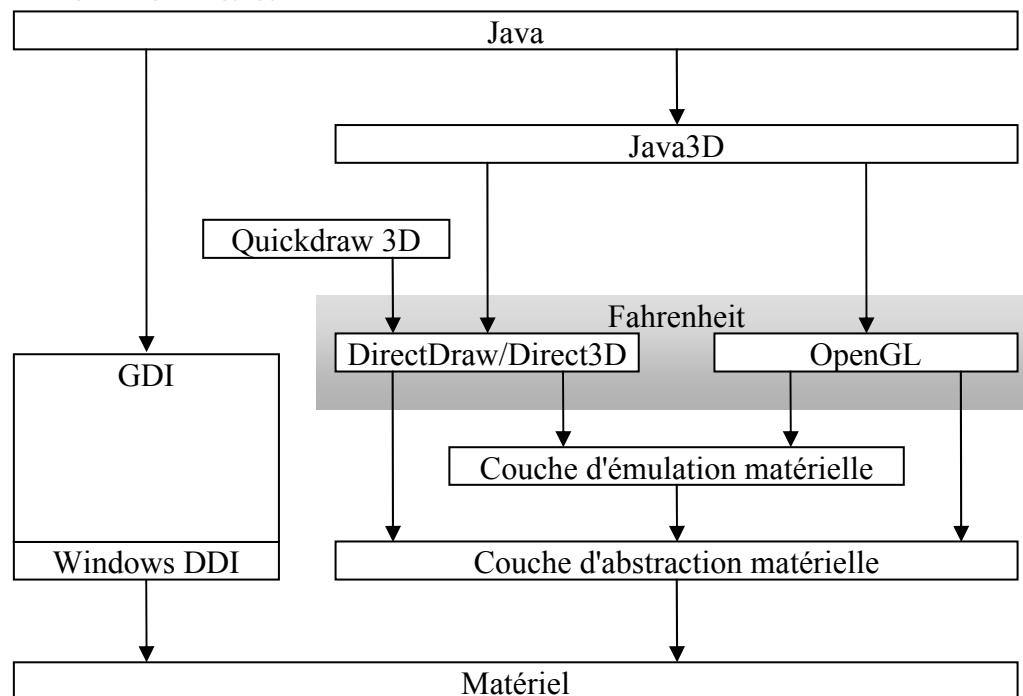 Java
Java3D
Quickdraw 3D
Fahrenheit
DirectDraw/Direct3D
OpenGL
GDI
Couche d'émulation matérielle
Windows DDI
Couche d'abstraction matérielle
Matériel